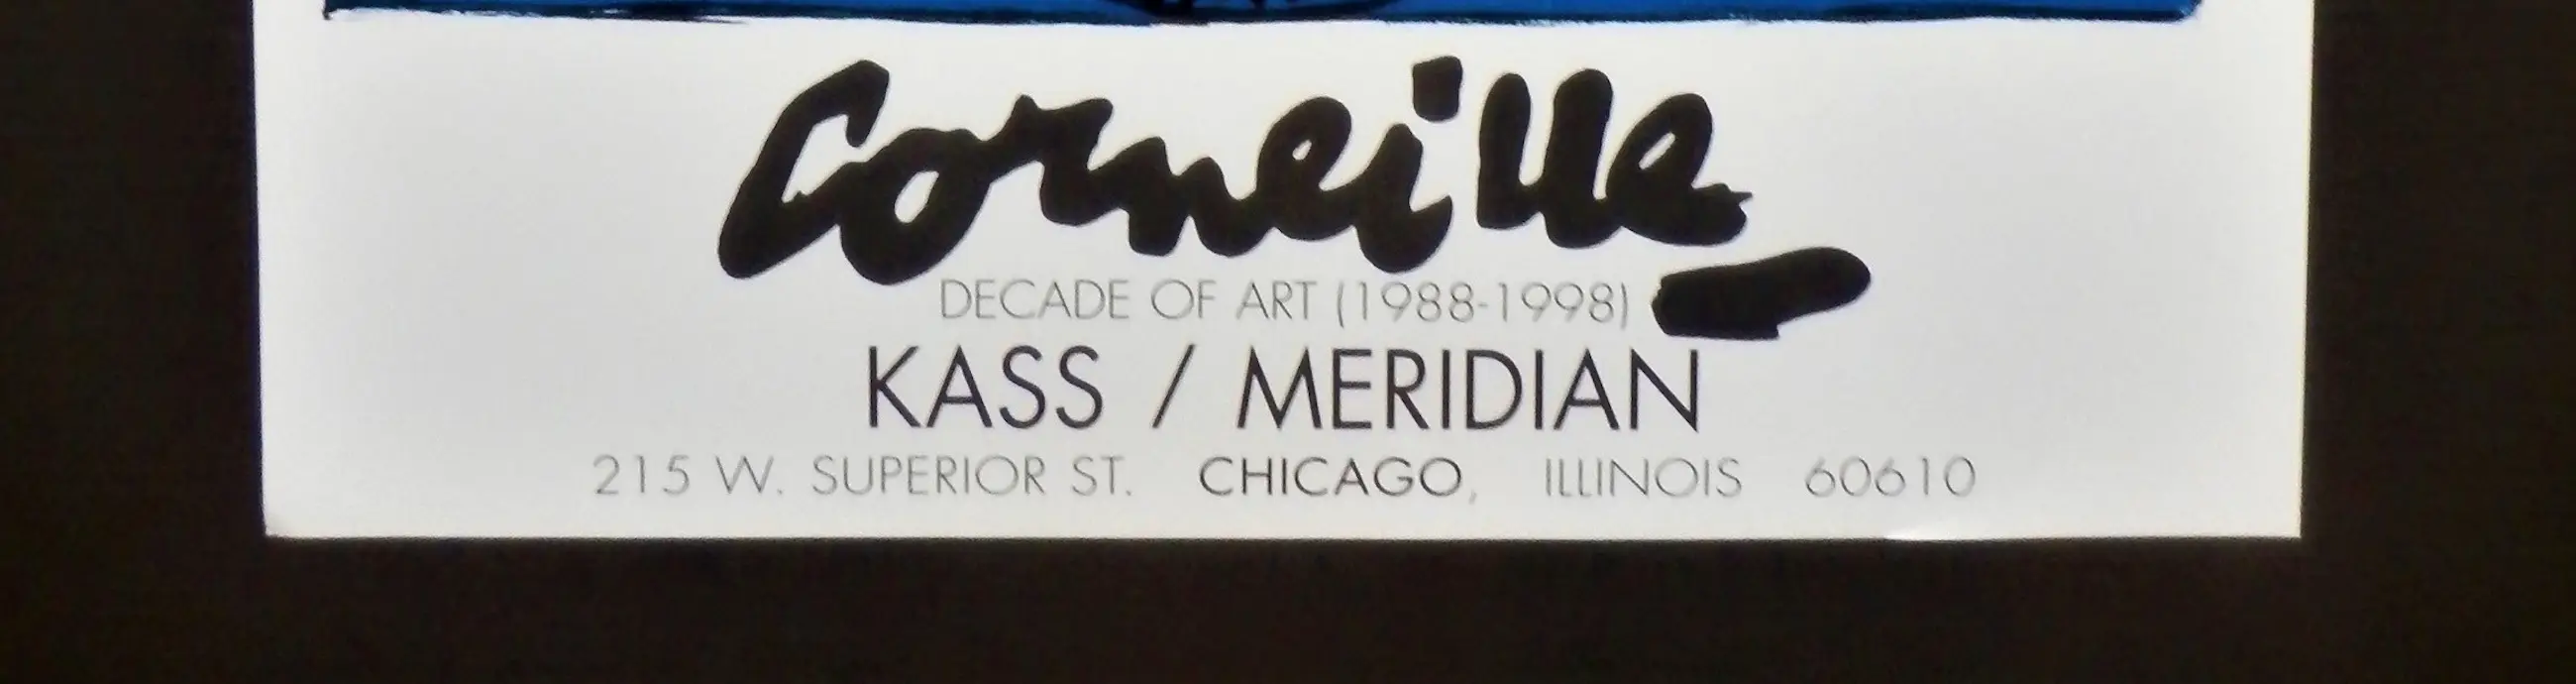 Corneille
DECADE OF ART (1988-1998)
KASS / MERIDIAN
215 W. SUPERIOR ST. CHICAGO, ILLINOIS 60610